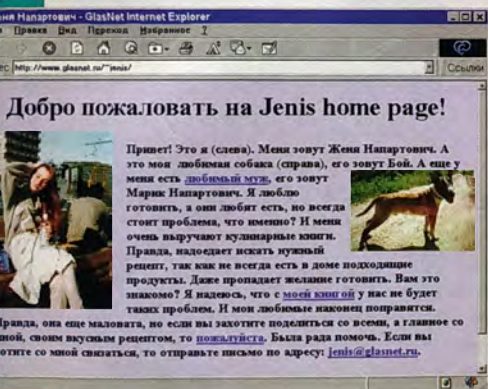 ня Напартович - GlasNet Internet Explorer
Правка Вид Переход Избранное ?
ес http://www.glasnet.ru/~jenis/
Ссылки
Добро пожаловать на Jenis home page!
Привет! Это я (слева). Меня зовут Женя Напартович. А
это моя любимая собака (справа), его зовут Бой. А еще у
меня есть любимый муж, его зовут
Марик Напартович. Я люблю
готовить, а они любят есть, но всегда
стоит проблема, что именно? И меня
очень выручают кулинарные книги.
Правда, надоедает искать нужный
рецепт, так как не всегда есть в доме подходящие
продукты. Даже пропадает желание готовить. Вам это
знакомо? Я надеюсь, что с моей книгой у нас не будет
таких проблем. И мои любимые наконец поправятся.
Правда, она еще маловата, но если вы захотите поделиться со всеми, а главное со
мной, своим вкусным рецептом, то пожалуйста. Была рада помочь. Если вы
хотите со мной связаться, то отправьте письмо по адресу: jenis@glasnet.ru.